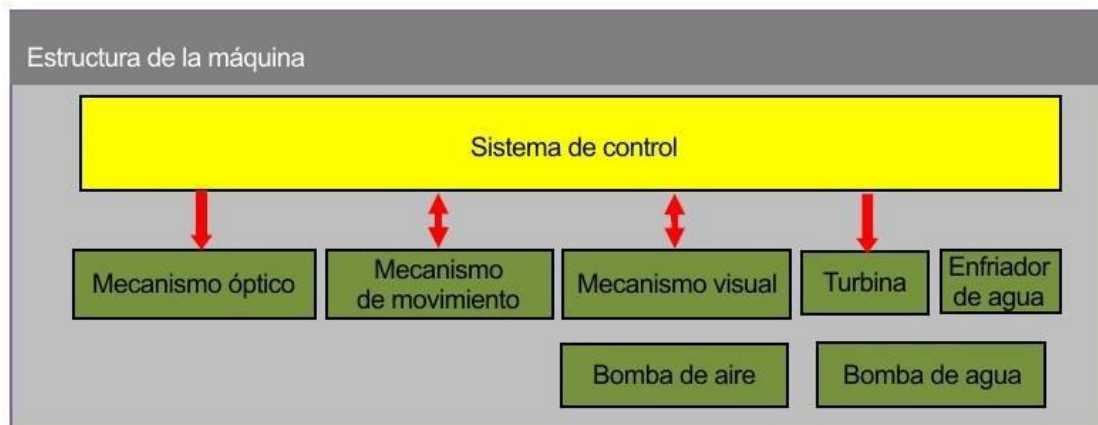 Estructura de la máquina
Sistema de control
Mecanismo óptico
Mecanismo
de movimiento
Mecanismo visual
Turbina
Enfriador
de agua
Bomba de aire
Bomba de agua